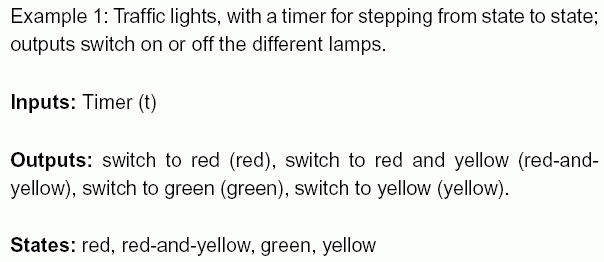 Example 1: Traffic lights, with a timer for stepping from state to state;
outputs switch on or off the different lamps.
Inputs: Timer (t)
Outputs: switch to red (red), switch to red and yellow (red-and-
yellow), switch to green (green), switch to yellow (yellow).
States: red, red-and-yellow, green, yellow